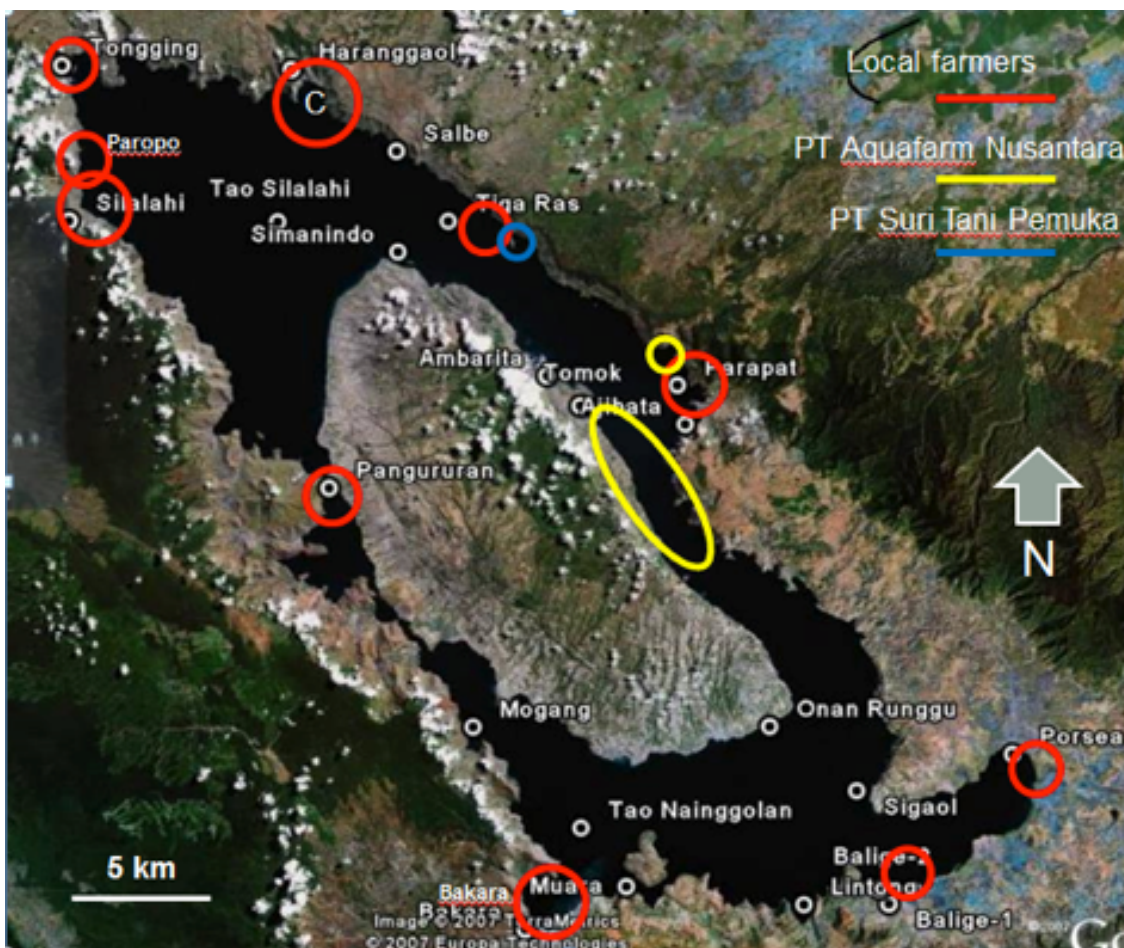 Tongging
Haranggaol
Local farmers
C
Salbe
Paropo
PT Aquafarm Nusantara
Silalahi
Tao Silalahi
Tiga Ras
PT Suri Tani Pemuka
Simanindo
Ambarita
Tomok
Parapat
Ajibata
Pangururan
N
Mogang
Onan Runggu
Porsea
Sigaol
Tao Nainggolan
5 km
Balige-2
Bakara
Muara
Lintong
Bakara
Balige-1
Image © 2007 TerraMetrics
© 2007 Europa Technologies
©2007